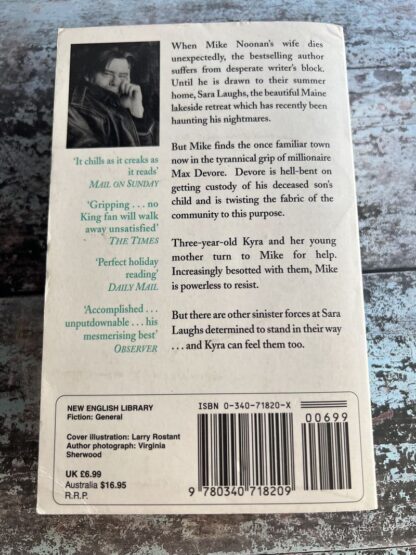 When Mike Noonan's wife dies
unexpectedly, the bestselling author
suffers from desperate writer's block.
Until he is drawn to their summer
home, Sara Laughs, the beautiful Maine
lakeside retreat which has recently been
haunting his nightmares.
But Mike finds the once familiar town
now in the tyrannical grip of millionaire
Max Devore. Devore is hell-bent on
getting custody of his deceased son's
child and is twisting the fabric of the
community to this purpose.
Three-year-old Kyra and her young
mother turn to Mike for help.
Increasingly besotted with them, Mike
is powerless to resist.
But there are other sinister forces at Sara
Laughs determined to stand in their way
. . . and Kyra can feel them too.
'It chills as it creaks as
it reads'
MAIL ON SUNDAY
'Gripping . . . no
King fan will walk
away unsatisfied'
THE TIMES
'Perfect holiday
reading'
DAILY MAIL
'Accomplished . . .
unputdownable . . . his
mesmerising best'
OBSERVER
NEW ENGLISH LIBRARY
Fiction: General
Cover illustration: Larry Rostant
Author photograph: Virginia
Sherwood
UK £6.99
Australia $16.95
R.R.P.
ISBN 0-340-71820-X
00699
9 780340 718209